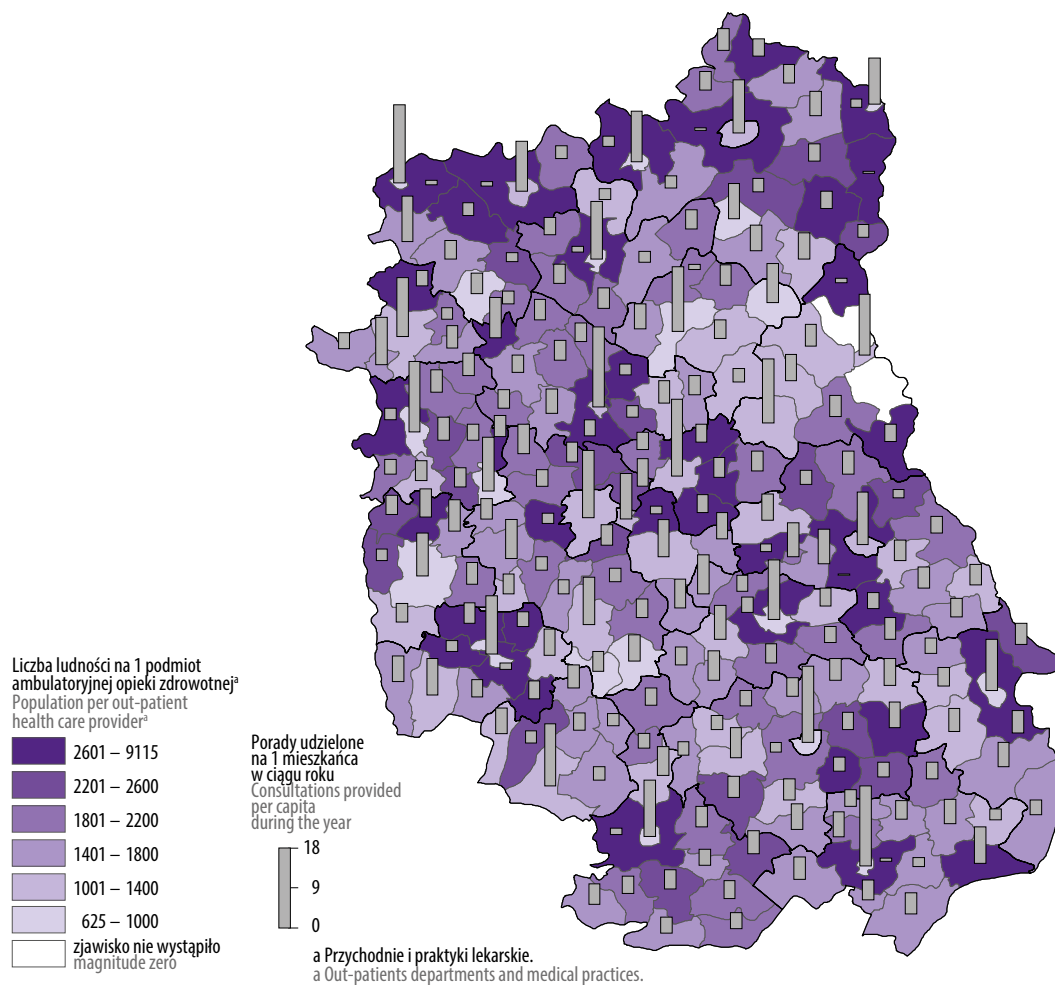 Liczba ludności na 1 podmiot
ambulatoryjnej opieki zdrowotnejᵃ
Population per out-patient
health care providerᵃ
2601 – 9115
2201 – 2600
1801 – 2200
1401 – 1800
1001 – 1400
625 – 1000
zjawisko nie wystąpiło
magnitude zero
Porady udzielone
na 1 mieszkańca
w ciągu roku
Consultations provided
per capita
during the year
18
9
0
a Przychodnie i praktyki lekarskie.
a Out-patients departments and medical practices.